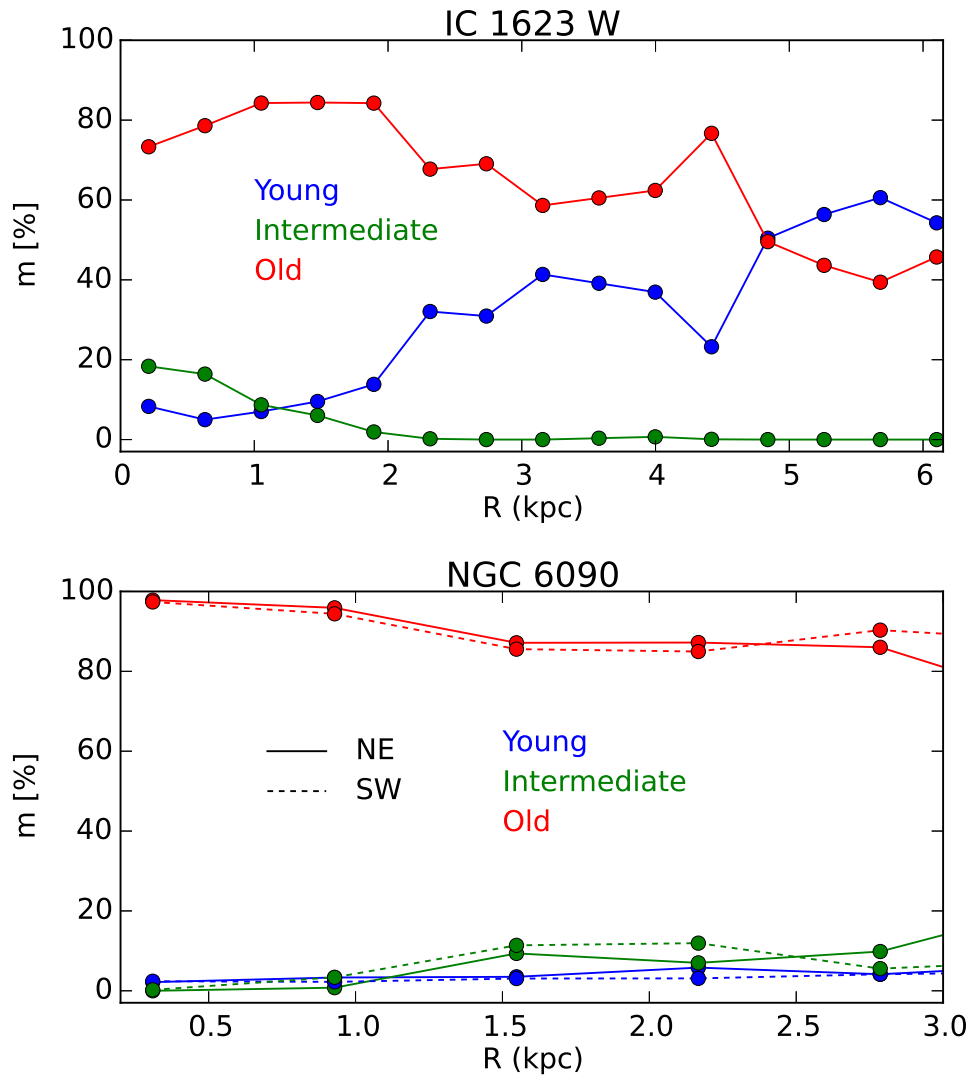 IC 1623 W
100
80
60
40
20
0
m [%]
Young
Intermediate
Old
0 1 2 3 4 5 6
R (kpc)
NGC 6090
100
80
60
40
20
0
m [%]
NE
SW
Young
Intermediate
Old
0.5 1.0 1.5 2.0 2.5 3.0
R (kpc)